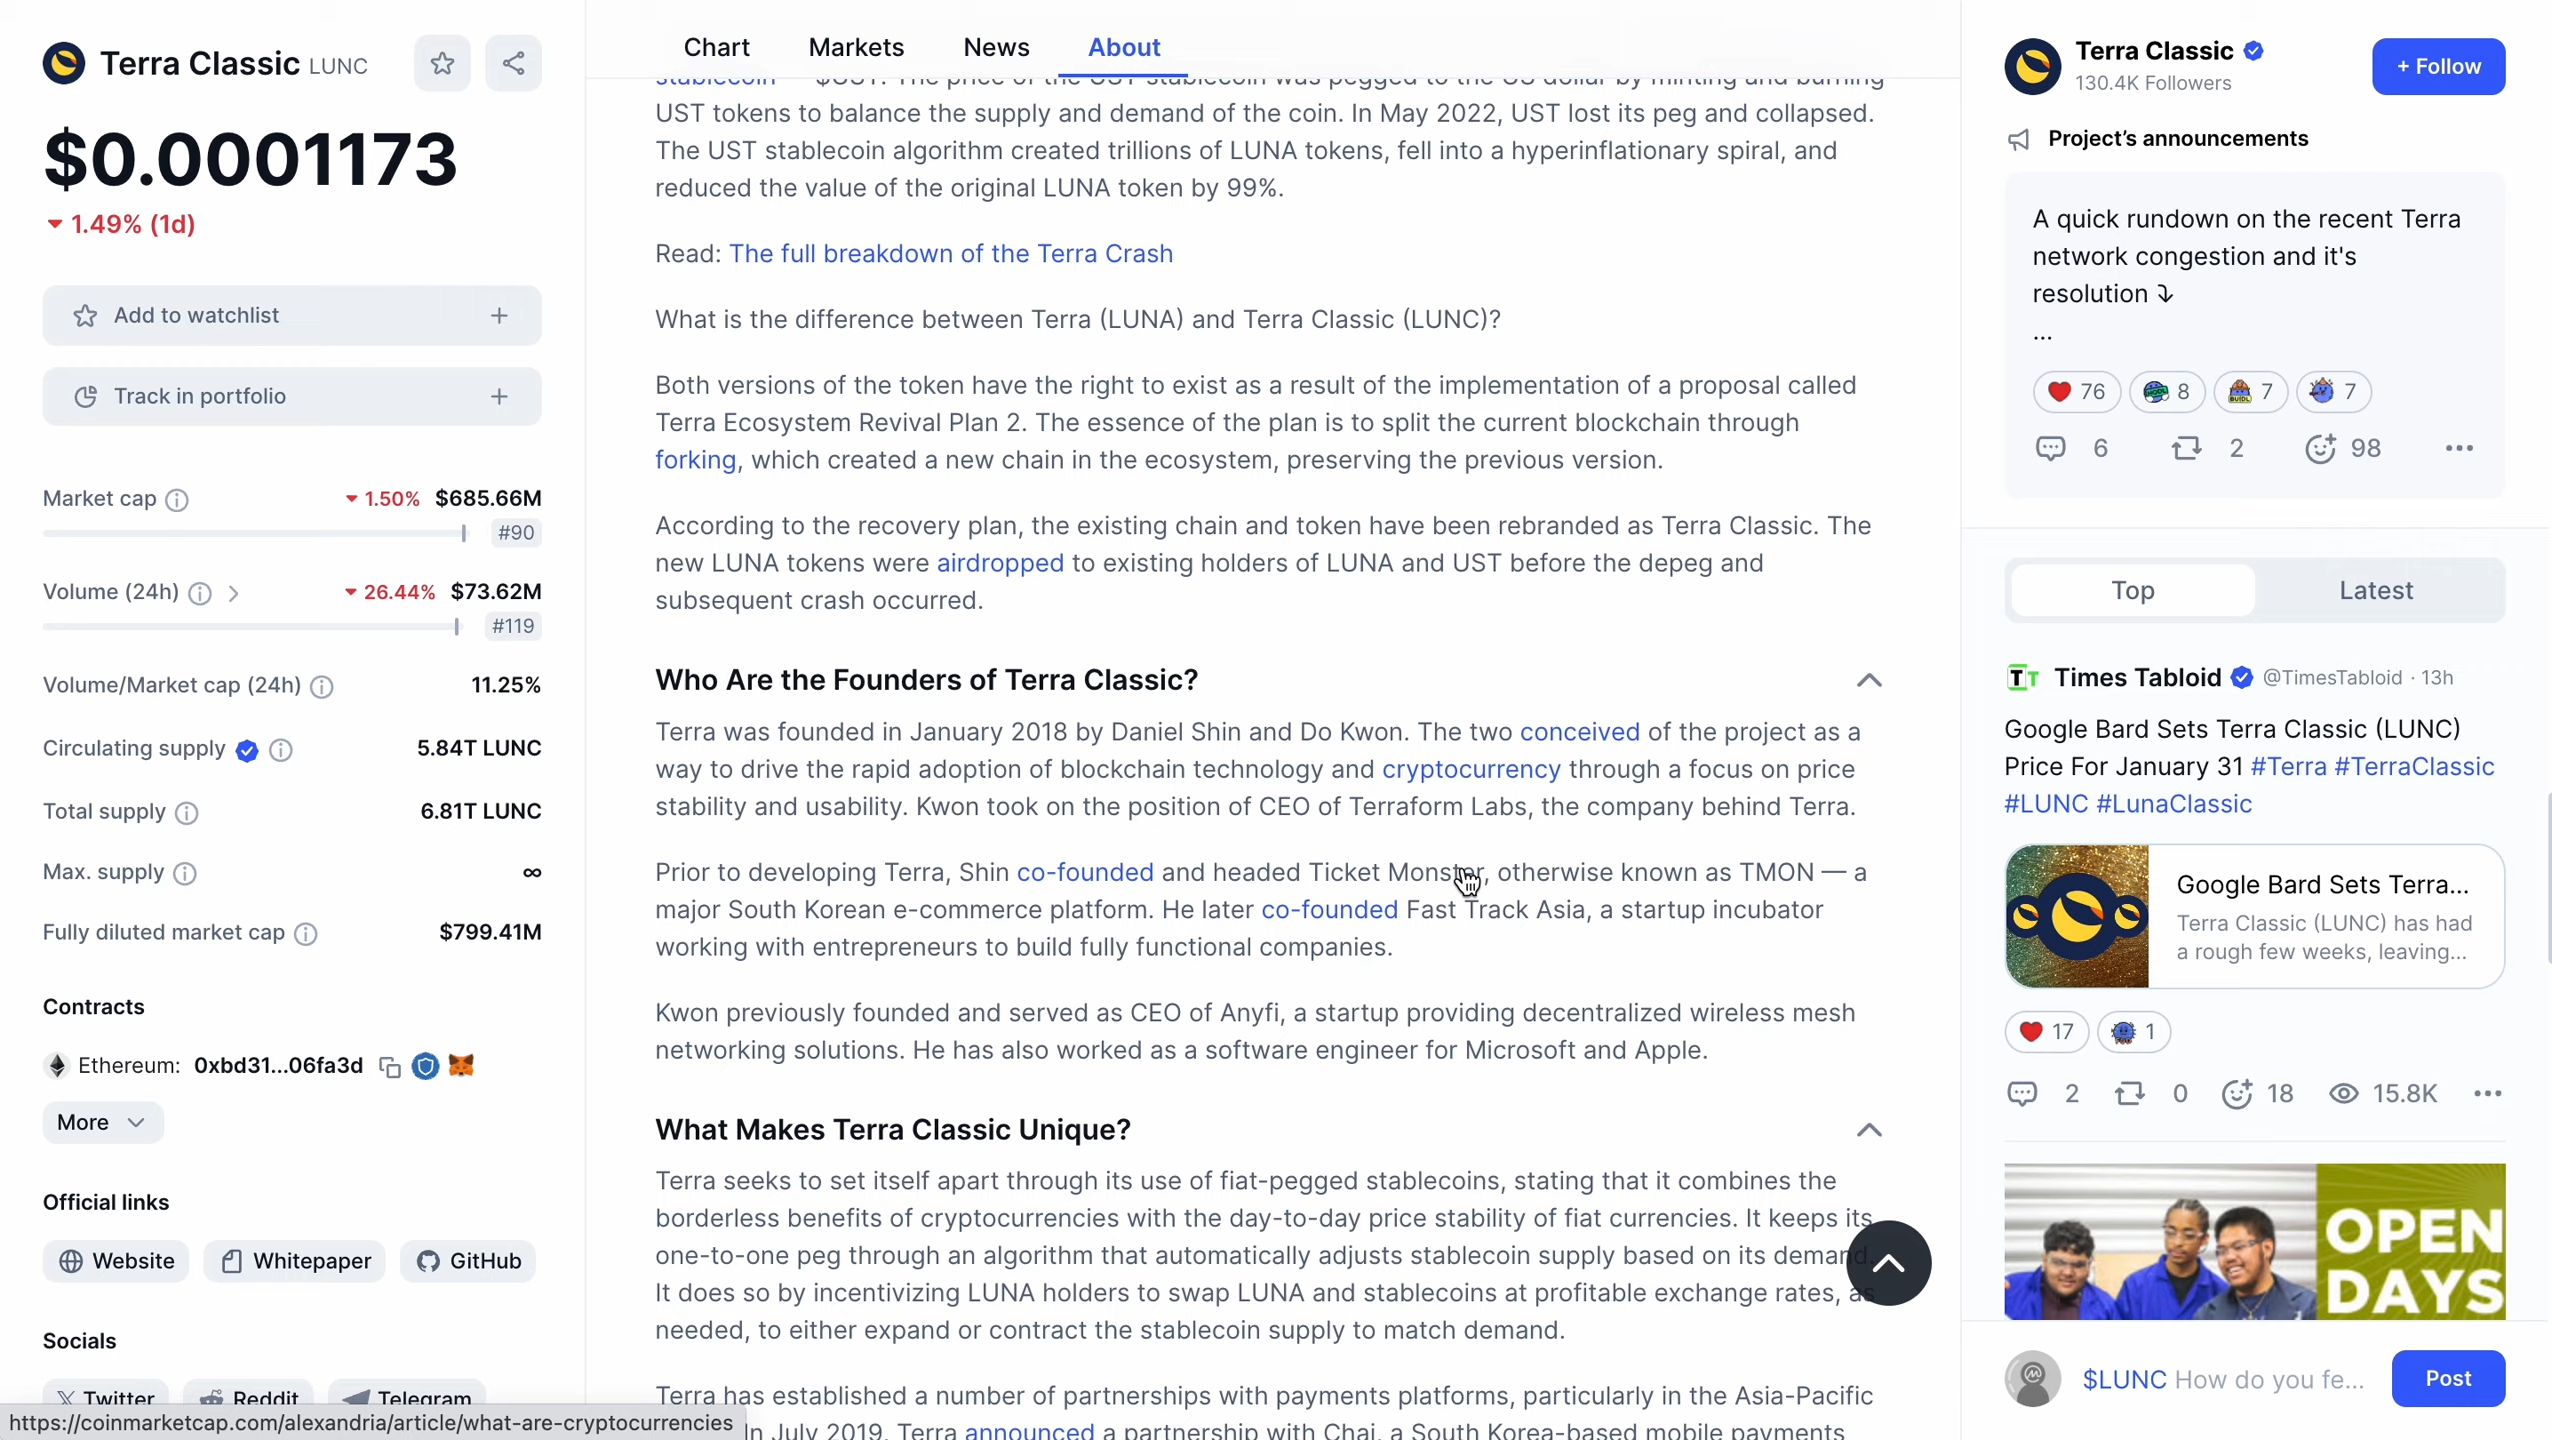 Terra Classic LUNC
$0.0001173
1.49% (1d)
Add to watchlist +
Track in portfolio +
Market cap 1.50% $685.66M
#90
Volume (24h) 26.44% $73.62M
#119
Volume/Market cap (24h) 11.25%
Circulating supply 5.84T LUNC
Total supply 6.81T LUNC
Max. supply ∞
Fully diluted market cap $799.41M
Contracts
Ethereum: 0xbd31...06fa3d
More
Official links
Website Whitepaper GitHub
Socials
Twitter Reddit Telegram
https://coinmarketcap.com/alexandria/article/what-are-cryptocurrencies
Chart Markets News About
stablecoin — $UST. The price of the UST stablecoin was pegged to the US dollar by minting and burning
UST tokens to balance the supply and demand of the coin. In May 2022, UST lost its peg and collapsed.
The UST stablecoin algorithm created trillions of LUNA tokens, fell into a hyperinflationary spiral, and
reduced the value of the original LUNA token by 99%.
Read: The full breakdown of the Terra Crash
What is the difference between Terra (LUNA) and Terra Classic (LUNC)?
Both versions of the token have the right to exist as a result of the implementation of a proposal called
Terra Ecosystem Revival Plan 2. The essence of the plan is to split the current blockchain through
forking, which created a new chain in the ecosystem, preserving the previous version.
According to the recovery plan, the existing chain and token have been rebranded as Terra Classic. The
new LUNA tokens were airdropped to existing holders of LUNA and UST before the depeg and
subsequent crash occurred.
Who Are the Founders of Terra Classic?
Terra was founded in January 2018 by Daniel Shin and Do Kwon. The two conceived of the project as a
way to drive the rapid adoption of blockchain technology and cryptocurrency through a focus on price
stability and usability. Kwon took on the position of CEO of Terraform Labs, the company behind Terra.
Prior to developing Terra, Shin co-founded and headed Ticket Monster, otherwise known as TMON — a
major South Korean e-commerce platform. He later co-founded Fast Track Asia, a startup incubator
working with entrepreneurs to build fully functional companies.
Kwon previously founded and served as CEO of Anyfi, a startup providing decentralized wireless mesh
networking solutions. He has also worked as a software engineer for Microsoft and Apple.
What Makes Terra Classic Unique?
Terra seeks to set itself apart through its use of fiat-pegged stablecoins, stating that it combines the
borderless benefits of cryptocurrencies with the day-to-day price stability of fiat currencies. It keeps its
one-to-one peg through an algorithm that automatically adjusts stablecoin supply based on its demand.
It does so by incentivizing LUNA holders to swap LUNA and stablecoins at profitable exchange rates, as
needed, to either expand or contract the stablecoin supply to match demand.
Terra has established a number of partnerships with payments platforms, particularly in the Asia-Pacific
In July 2019, Terra announced a partnership with Chai, a South Korea-based mobile payments
Terra Classic
130.4K Followers
+ Follow
Project's announcements
A quick rundown on the recent Terra
network congestion and it's
resolution ⤵
...
76 8 7 7
6 2 98
Top Latest
Times Tabloid @TimesTabloid · 13h
Google Bard Sets Terra Classic (LUNC)
Price For January 31 #Terra #TerraClassic
#LUNC #LunaClassic
Google Bard Sets Terra...
Terra Classic (LUNC) has had
a rough few weeks, leaving...
17 1
2 0 18 15.8K
OPEN
DAYS
$LUNC How do you fe...
Post